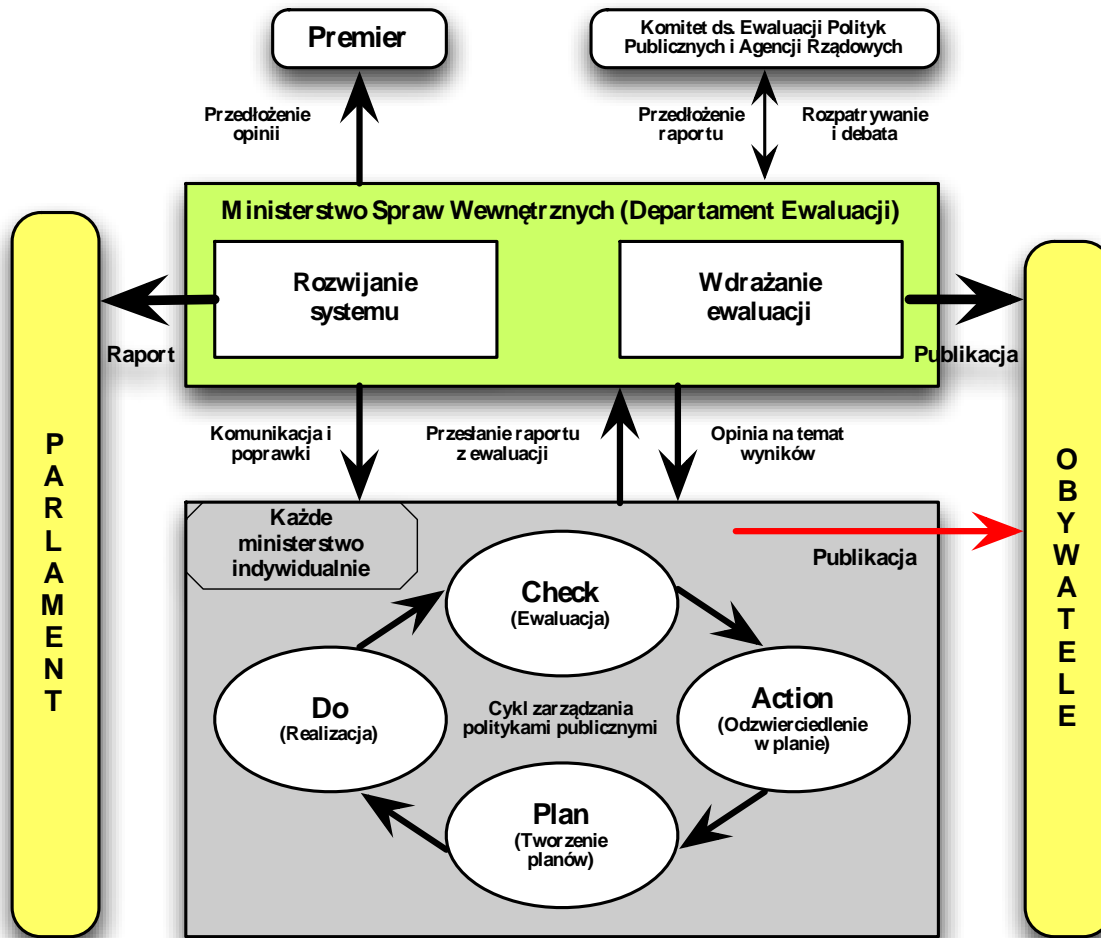 Premier
Komitet ds. Ewaluacji Polityk
Publicznych i Agencji Rządowych
Przedłożenie
opinii
Przedłożenie
raportu
Rozpatrywanie
i debata
Ministerstwo Spraw Wewnętrznych (Departament Ewaluacji)
Rozwijanie
systemu
Wdrażanie
ewaluacji
Raport
Publikacja
PARLAMENT
OBYWATELE
Komunikacja i
poprawki
Przesłanie raportu
z ewaluacji
Opinia na temat
wyników
Każde
ministerstwo
indywidualnie
Publikacja
Check
(Ewaluacja)
Do
(Realizacja)
Cykl zarządzania
politykami publicznymi
Action
(Odzwierciedlenie
w planie)
Plan
(Tworzenie
planów)